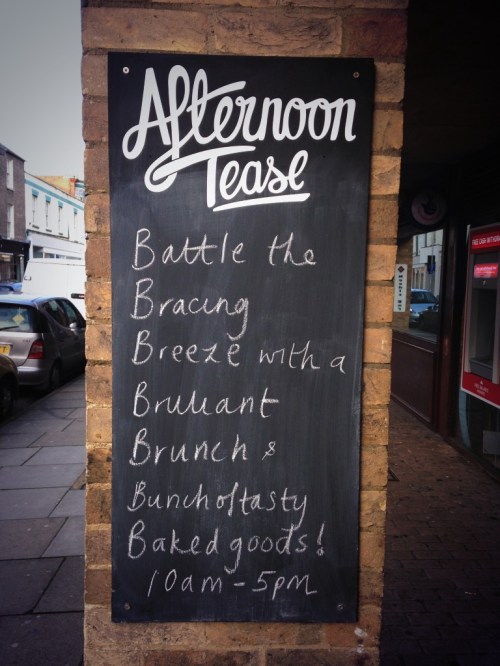 Afternoon
Tease
Battle the
Bracing
Breeze with a
Brilliant
Brunch &
Bunch of tasty
Baked goods!
10am - 5pm